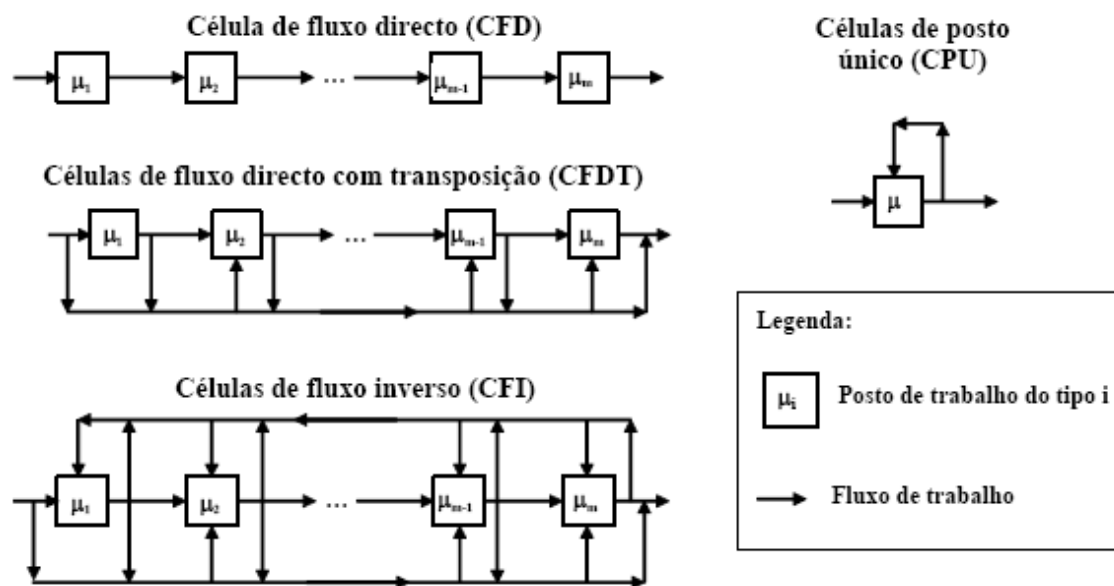 Célula de fluxo directo (CFD)
μ1 μ2 ... μm-1 μm
Células de fluxo directo com transposição (CFDT)
μ1 μ2 ... μm-1 μm
Células de fluxo inverso (CFI)
μ1 μ2 ... μm-1 μm
Células de posto
único (CPU)
μ
Legenda:
μi Posto de trabalho do tipo i
Fluxo de trabalho